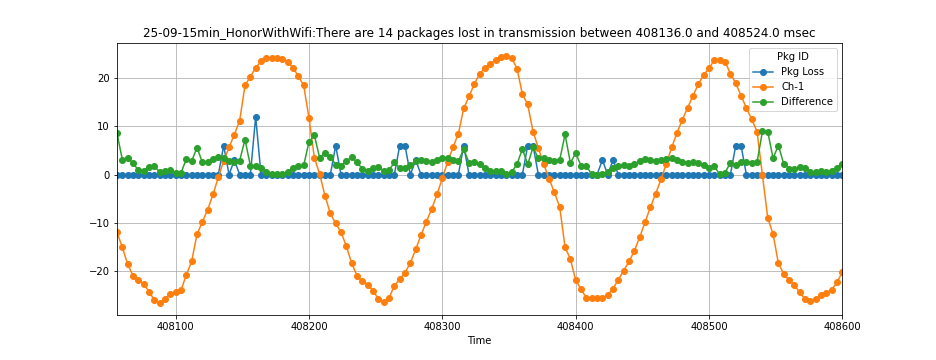 25-09-15min_HonorWithWifi:There are 14 packages lost in transmission between 408136.0 and 408524.0 msec
Pkg ID
Pkg Loss
Ch-1
Difference
20
10
0
−10
−20
408100 408200 408300 408400 408500 408600
Time